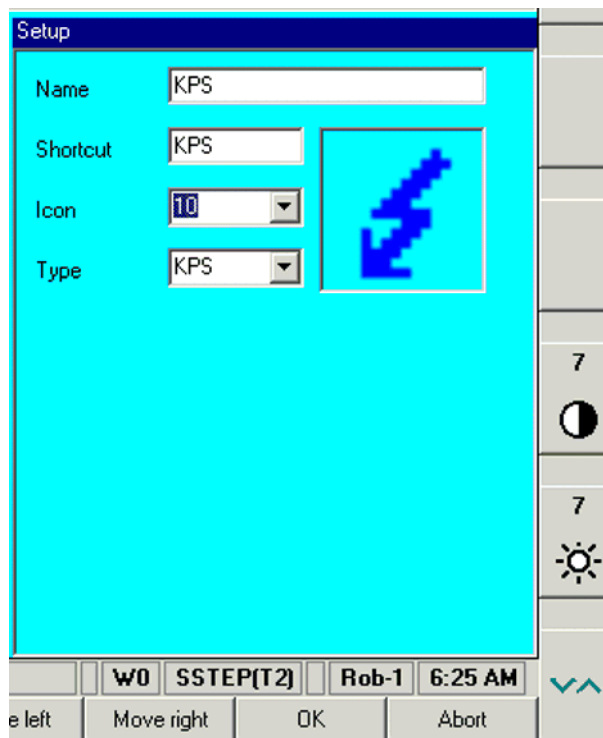 Setup
Name KPS
Shortcut KPS
Icon 10
Type KPS
7
7
W0 SSTEP(T2) Rob-1 6:25 AM
e left Move right OK Abort